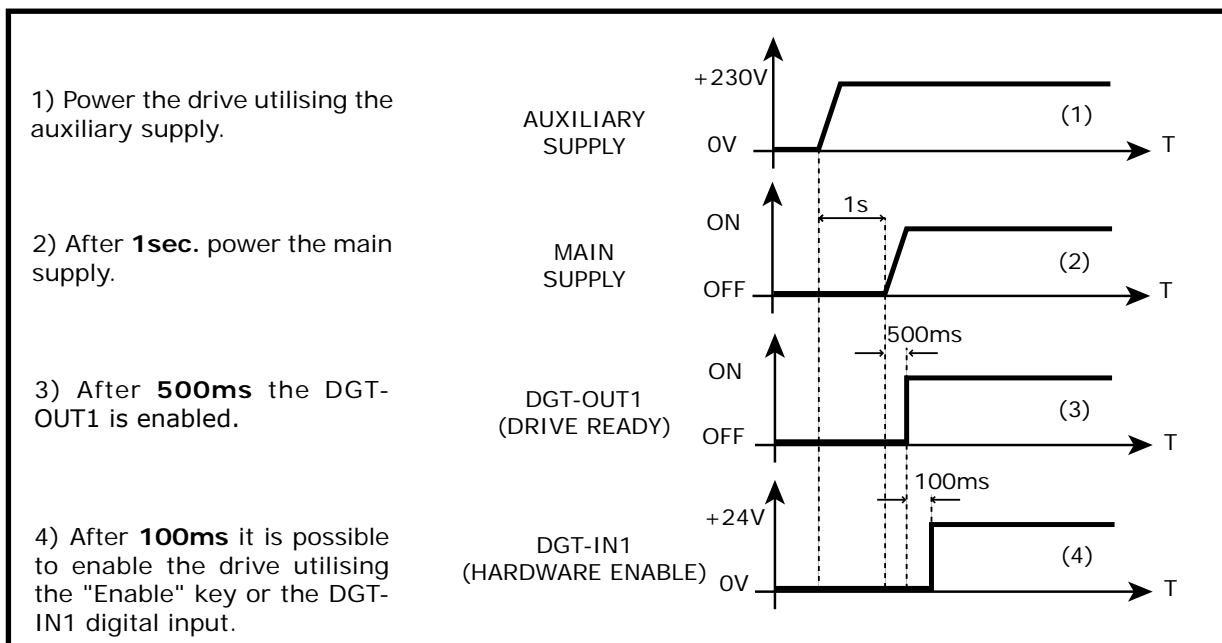 1) Power the drive utilising the
auxiliary supply.
AUXILIARY
SUPPLY
+230V
0V
(1)
T
2) After 1sec. power the main
supply.
MAIN
SUPPLY
ON
OFF
1s
(2)
T
3) After 500ms the DGT-
OUT1 is enabled.
DGT-OUT1
(DRIVE READY)
ON
OFF
500ms
(3)
T
4) After 100ms it is possible
to enable the drive utilising
the "Enable" key or the DGT-
IN1 digital input.
DGT-IN1
(HARDWARE ENABLE)
+24V
0V
100ms
(4)
T